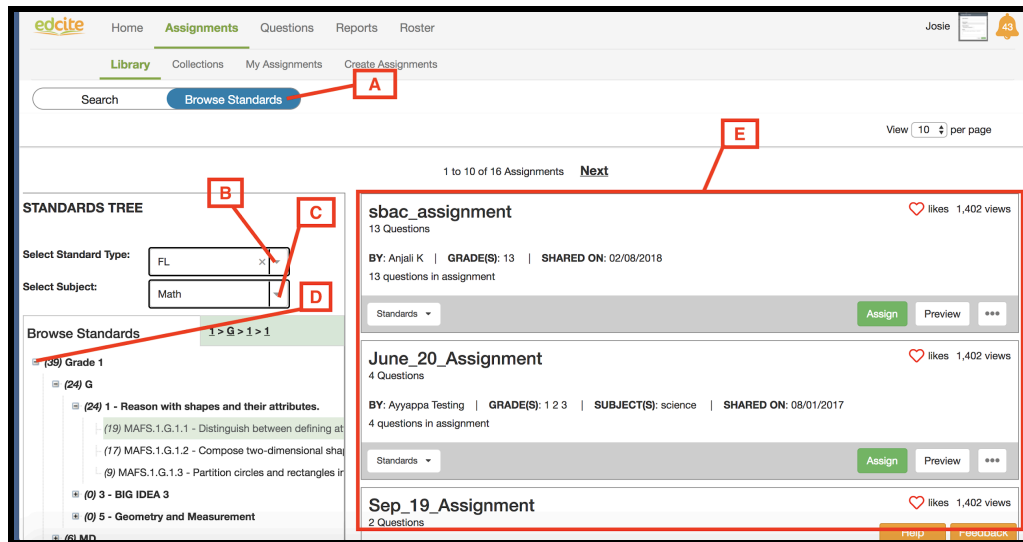 edcite Home Assignments Questions Reports Roster Josie 43
Library Collections My Assignments Create Assignments
A
Search Browse Standards
E
View 10 per page
1 to 10 of 16 Assignments Next
B
C
D
STANDARDS TREE
Select Standard Type: FL ×
Select Subject: Math
Browse Standards 1 > G > 1 > 1
(39) Grade 1
(24) G
(24) 1 - Reason with shapes and their attributes.
(19) MAFS.1.G.1.1 - Distinguish between defining at
(17) MAFS.1.G.1.2 - Compose two-dimensional sha
(9) MAFS.1.G.1.3 - Partition circles and rectangles in
(0) 3 - BIG IDEA 3
(0) 5 - Geometry and Measurement
(6) MD
sbac_assignment likes 1,402 views
13 Questions
BY: Anjali K | GRADE(S): 13 | SHARED ON: 02/08/2018
13 questions in assignment
Standards Assign Preview •••
June_20_Assignment likes 1,402 views
4 Questions
BY: Ayyappa Testing | GRADE(S): 1 2 3 | SUBJECT(S): science | SHARED ON: 08/01/2017
4 questions in assignment
Standards Assign Preview •••
Sep_19_Assignment likes 1,402 views
2 Questions
Help Feedback